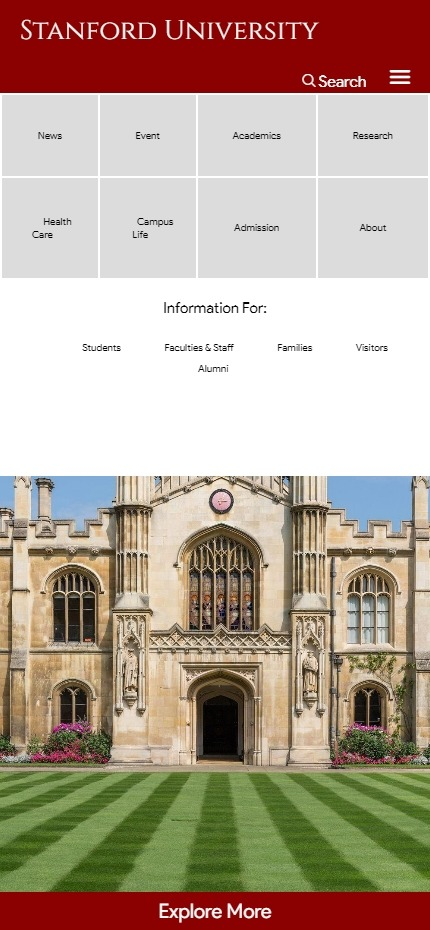 STANFORD UNIVERSITY
Search
News
Event
Academics
Research
Health
Care
Campus
Life
Admission
About
Information For:
Students
Faculties & Staff
Families
Visitors
Alumni
Explore More